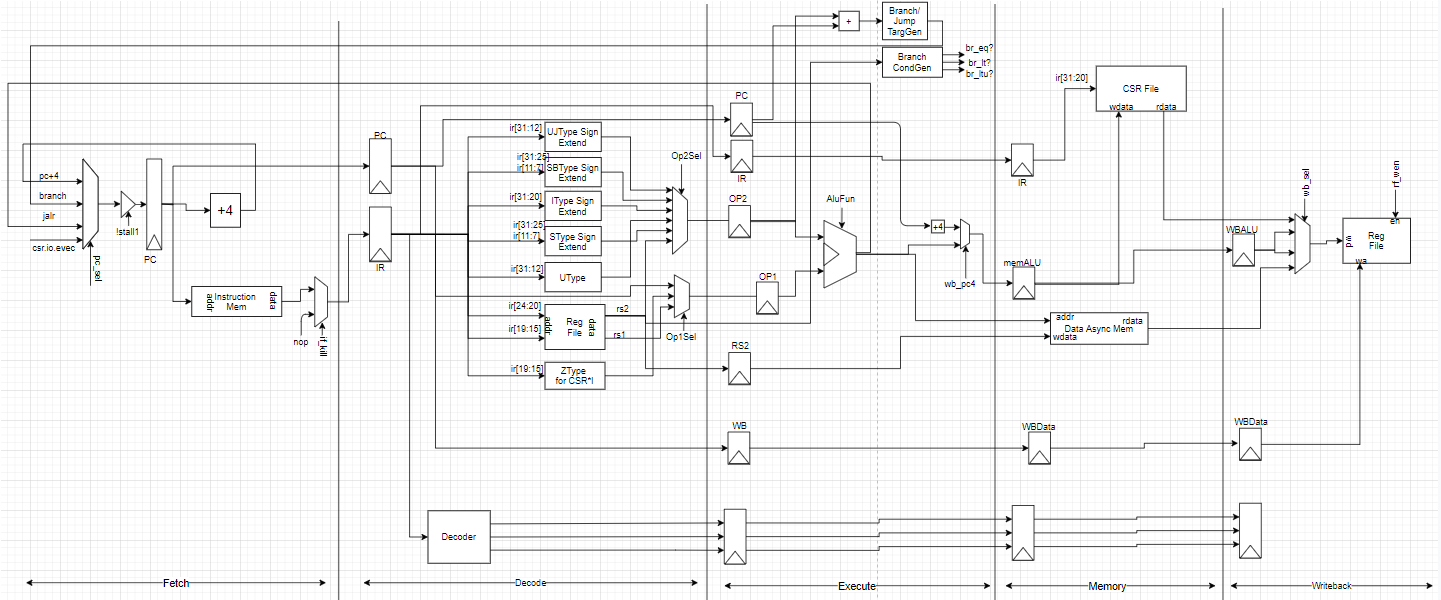 Branch/
Jump
TargGen
+
Branch
CondGen
br_eq?
br_lt?
br_ltu?
ir[31:20]
CSR File
wdata
rdata
PC
PC
IR
IR
ir[31:12]
UJType Sign
Extend
ir[31:25]
ir[11:7]
SBType Sign
Extend
ir[31:20]
IType Sign
Extend
ir[31:25]
ir[11:7]
SType Sign
Extend
ir[31:12]
UType
ir[24:20]
ir[19:15]
addr
Reg
File
data
rs2
rs1
ir[19:15]
ZType
for CSR*I
Op2Sel
Op1Sel
OP2
OP1
RS2
AluFun
+4
wb_pc4
memALU
addr
rdata
Data Async Mem
wdata
WBALU
wb_sel
rf_wen
en
wd
Reg
File
wa
pc+4
branch
jalr
csr.io.evec
pc_sel
!stall1
PC
+4
addr
Instruction
Mem
data
nop
if_kill
IR
WB
WBData
WBData
Decoder
Fetch
Decode
Execute
Memory
Writeback